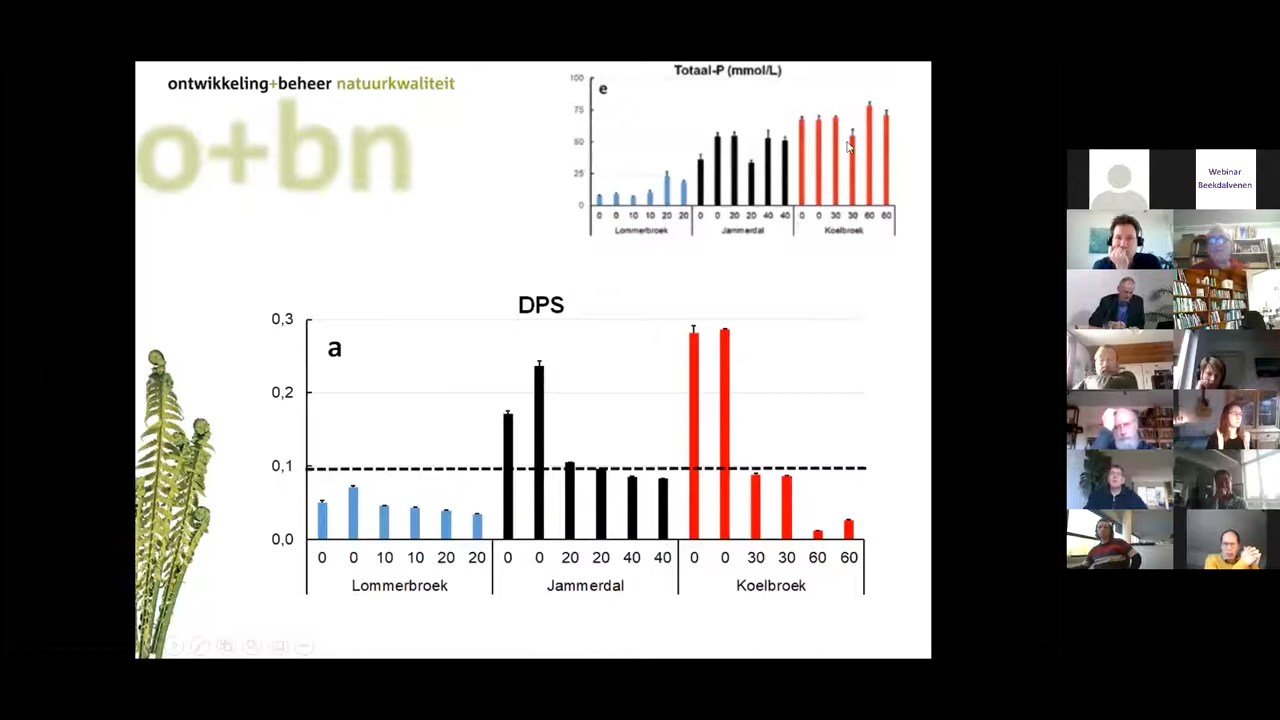 ontwikkeling+beheer natuurkwaliteit
o+bn
Totaal-P (mmol/L)
e
100
75
50
25
0
0 0 10 10 20 20 0 0 20 20 40 40 0 0 30 30 60 60
Lommerbroek Jammerdal Koelbroek
DPS
a
0,3
0,2
0,1
0,0
0 0 10 10 20 20 0 0 20 20 40 40 0 0 30 30 60 60
Lommerbroek Jammerdal Koelbroek
Webinar
Beekdalvenen